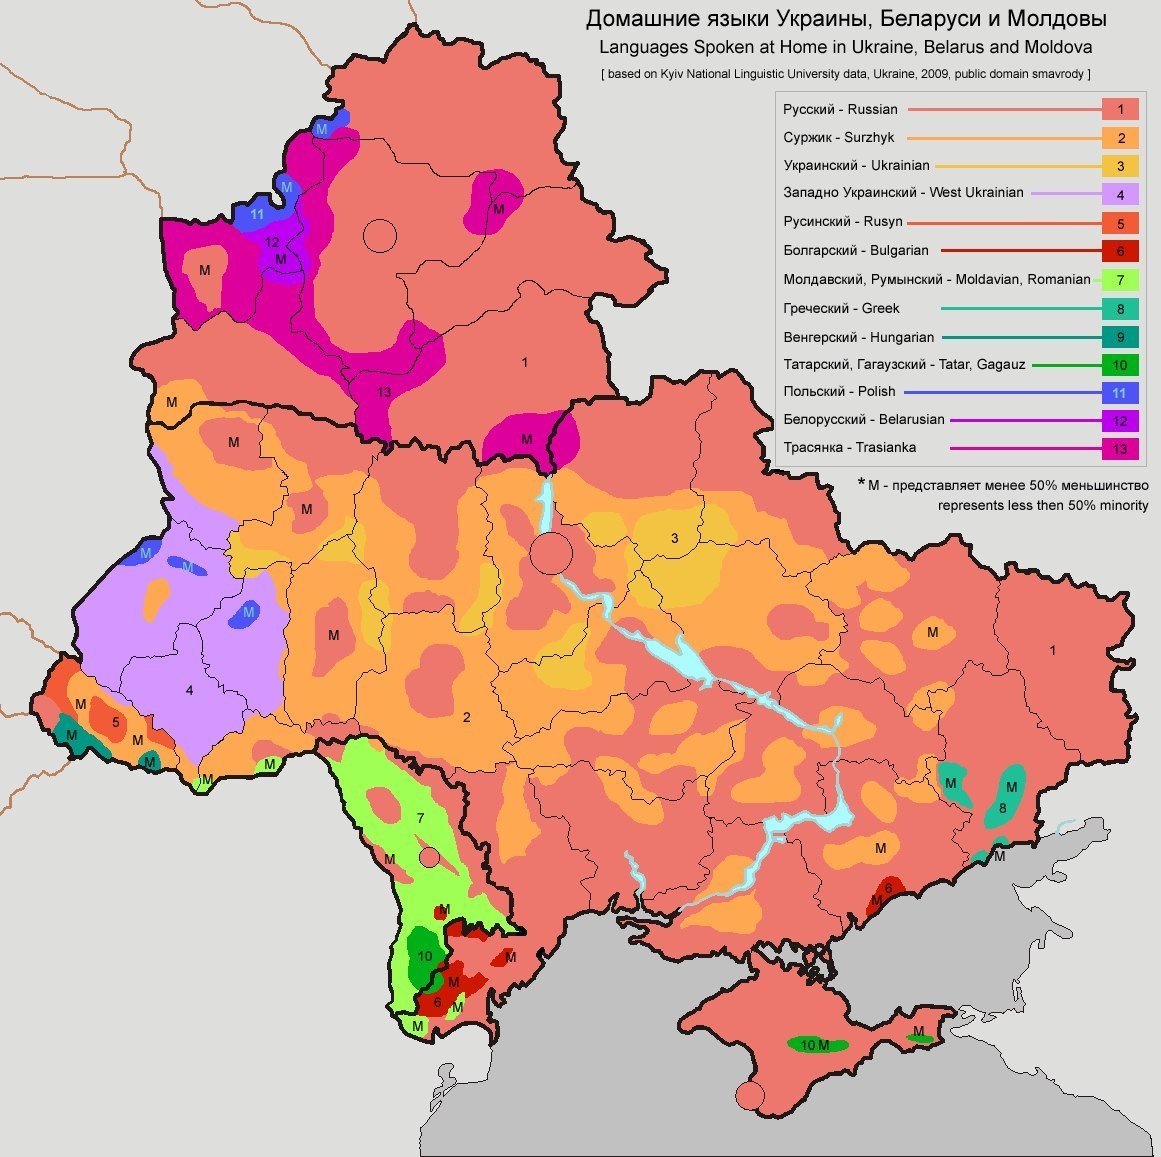 Домашние языки Украины, Беларуси и Молдовы
Languages Spoken at Home in Ukraine, Belarus and Moldova
[ based on Kyiv National Linguistic University data, Ukraine, 2009, public domain smavrody ]
Русский - Russian 1
Суржик - Surzhyk 2
Украинский - Ukrainian 3
Западно Украинский - West Ukrainian 4
Русинский - Rusyn 5
Болгарский - Bulgarian 6
Молдавский, Румынский - Moldavian, Romanian 7
Греческий - Greek 8
Венгерский - Hungarian 9
Татарский, Гагаузский - Tatar, Gagauz 10
Польский - Polish 11
Белорусский - Belarusian 12
Трасянка - Trasianka 13
* М - представляет менее 50% меньшинство
represents less then 50% minority
M
M
11
M
12
M
M
1
13
M
M
M
M
3
M
M
M
M
M
1
4
2
M
5
M
M
M
M
M
M
M
8
7
M
M
M
6
M
M
10
M
M
6
M
M
10 M
M